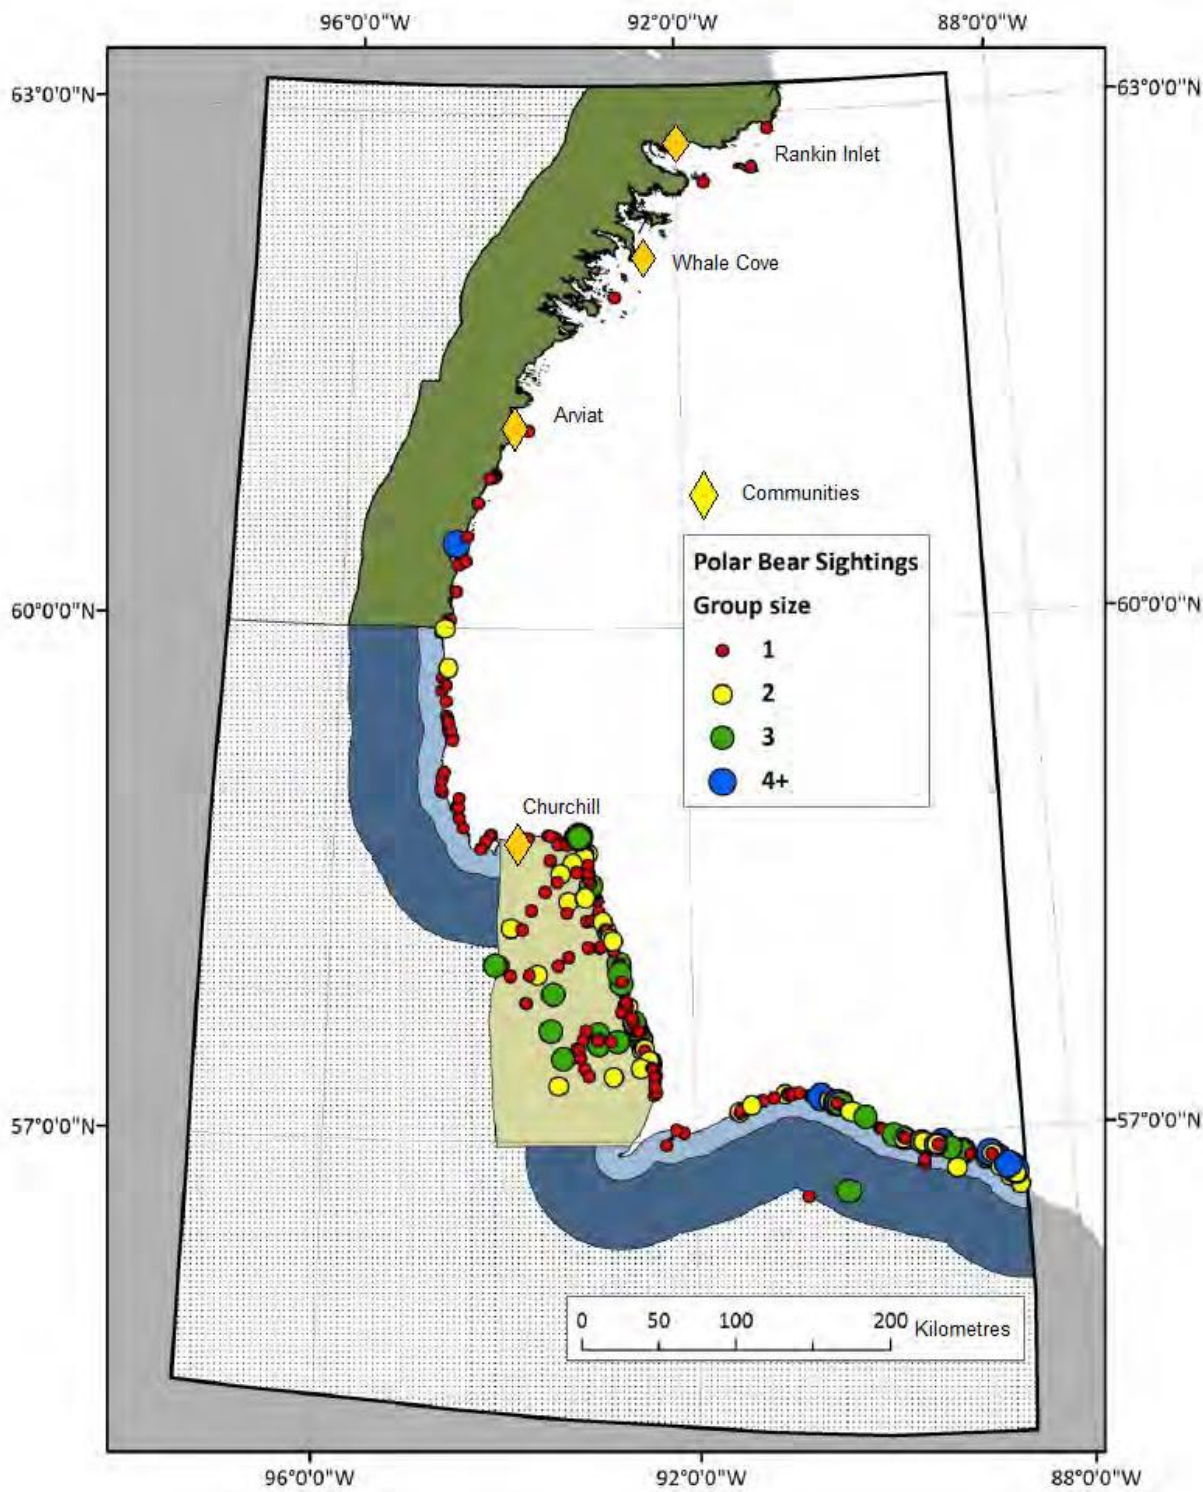 96°0'0"W 92°0'0"W 88°0'0"W
63°0'0"N 63°0'0"N
Rankin Inlet
Whale Cove
Arviat
Communities
Polar Bear Sightings
Group size
1
2
3
4+
60°0'0"N 60°0'0"N
Churchill
57°0'0"N 57°0'0"N
0 50 100 200 Kilometres
96°0'0"W 92°0'0"W 88°0'0"W